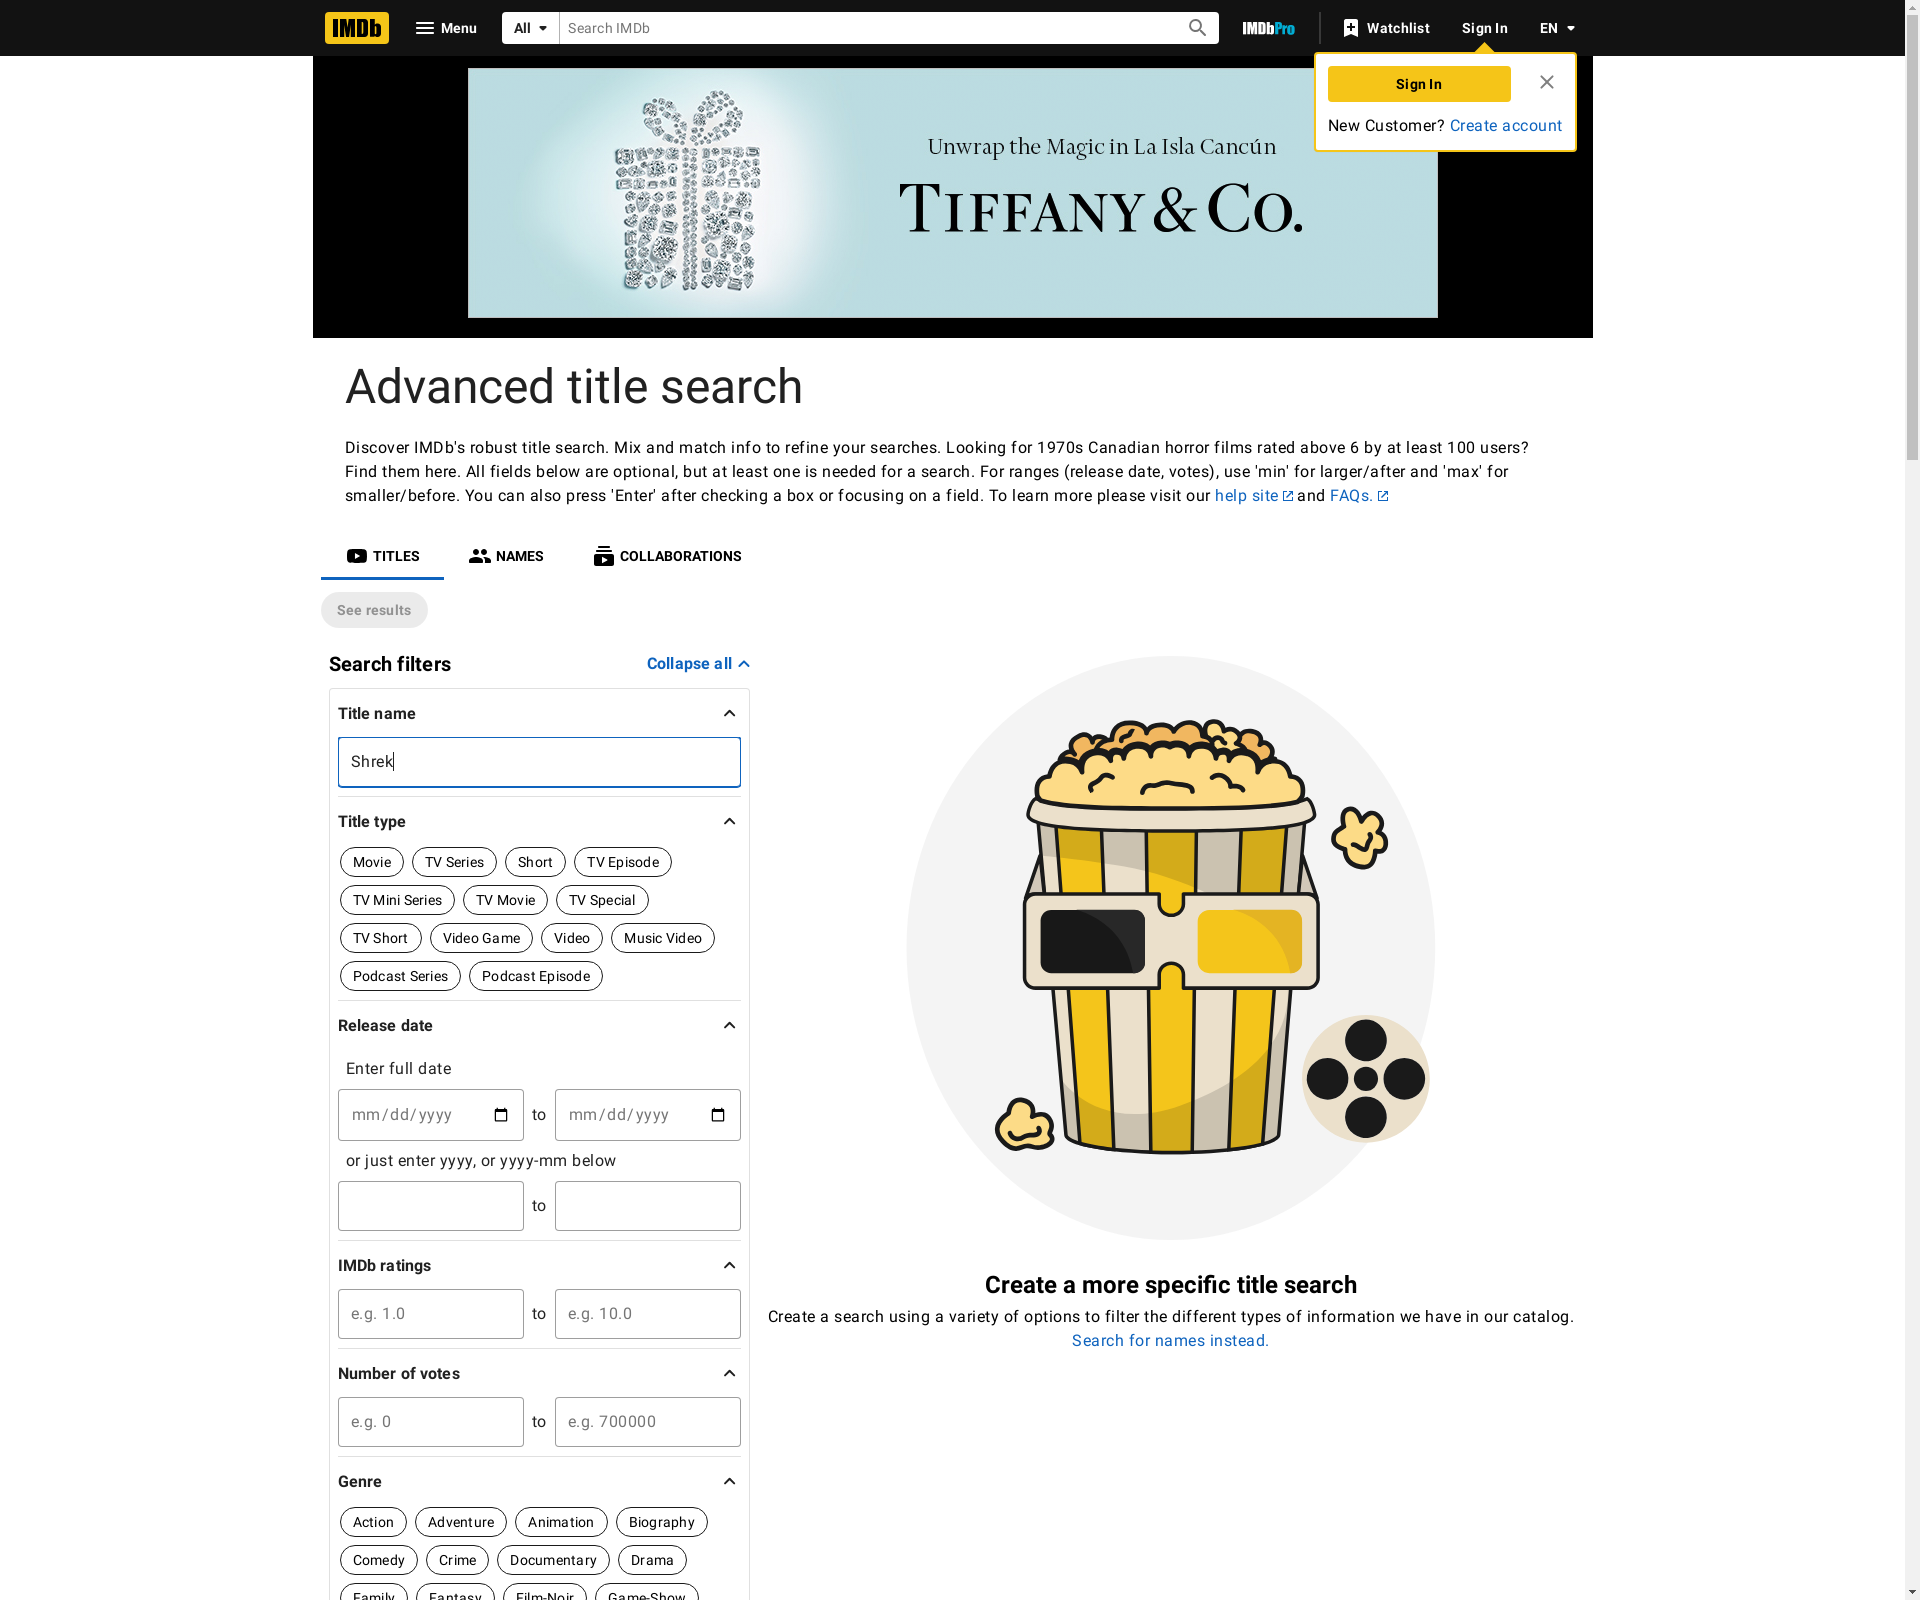 IMDb
Menu
All
Search IMDb
IMDbPro
Watchlist
Sign In
EN
Sign In
New Customer? Create account
Unwrap the Magic in La Isla Cancún
TIFFANY & CO.
Advanced title search
Discover IMDb's robust title search. Mix and match info to refine your searches. Looking for 1970s Canadian horror films rated above 6 by at least 100 users?
Find them here. All fields below are optional, but at least one is needed for a search. For ranges (release date, votes), use 'min' for larger/after and 'max' for
smaller/before. You can also press 'Enter' after checking a box or focusing on a field. To learn more please visit our help site and FAQs.
TITLES
NAMES
COLLABORATIONS
See results
Search filters
Collapse all
Title name
Shrek
Title type
Movie
TV Series
Short
TV Episode
TV Mini Series
TV Movie
TV Special
TV Short
Video Game
Video
Music Video
Podcast Series
Podcast Episode
Release date
Enter full date
mm/dd/yyyy
to
mm/dd/yyyy
or just enter yyyy, or yyyy-mm below
to
IMDb ratings
e.g. 1.0
to
e.g. 10.0
Number of votes
e.g. 0
to
e.g. 700000
Genre
Action
Adventure
Animation
Biography
Comedy
Crime
Documentary
Drama
Family
Fantasy
Film-Noir
Game-Show
Create a more specific title search
Create a search using a variety of options to filter the different types of information we have in our catalog.
Search for names instead.